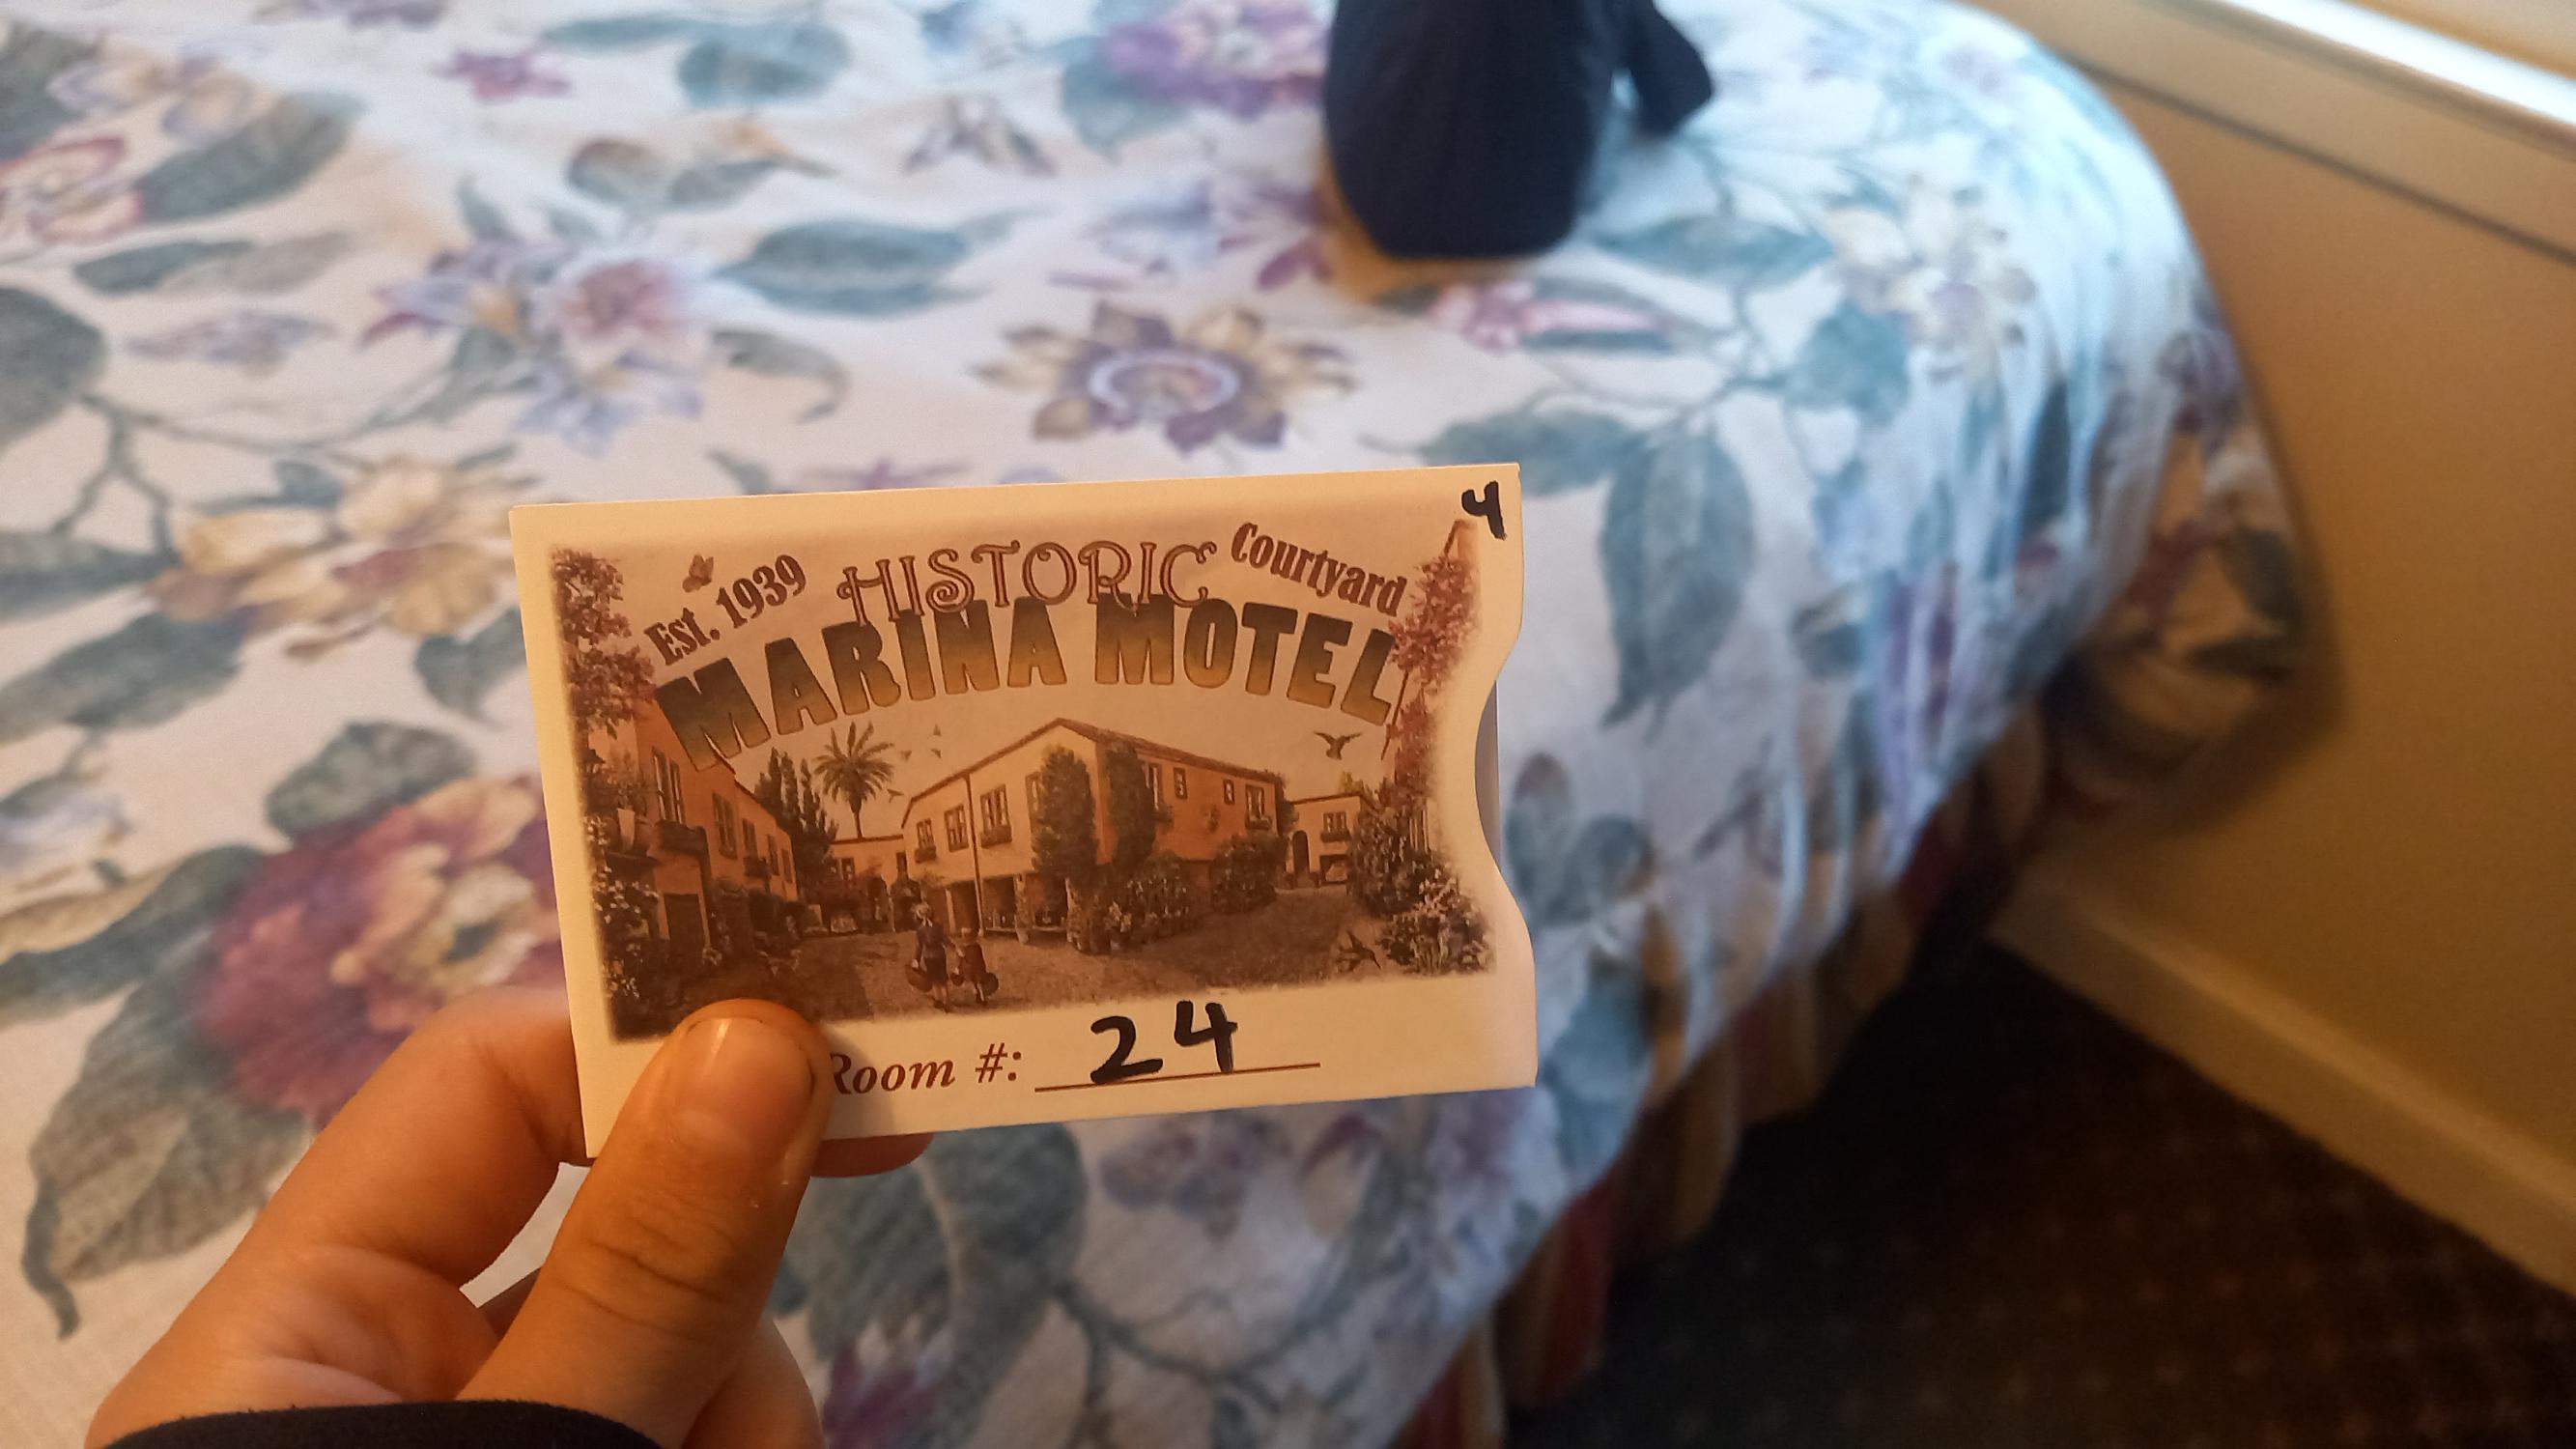 4
Est. 1939 HISTORIC Courtyard
MARINA MOTEL
Room #: 24